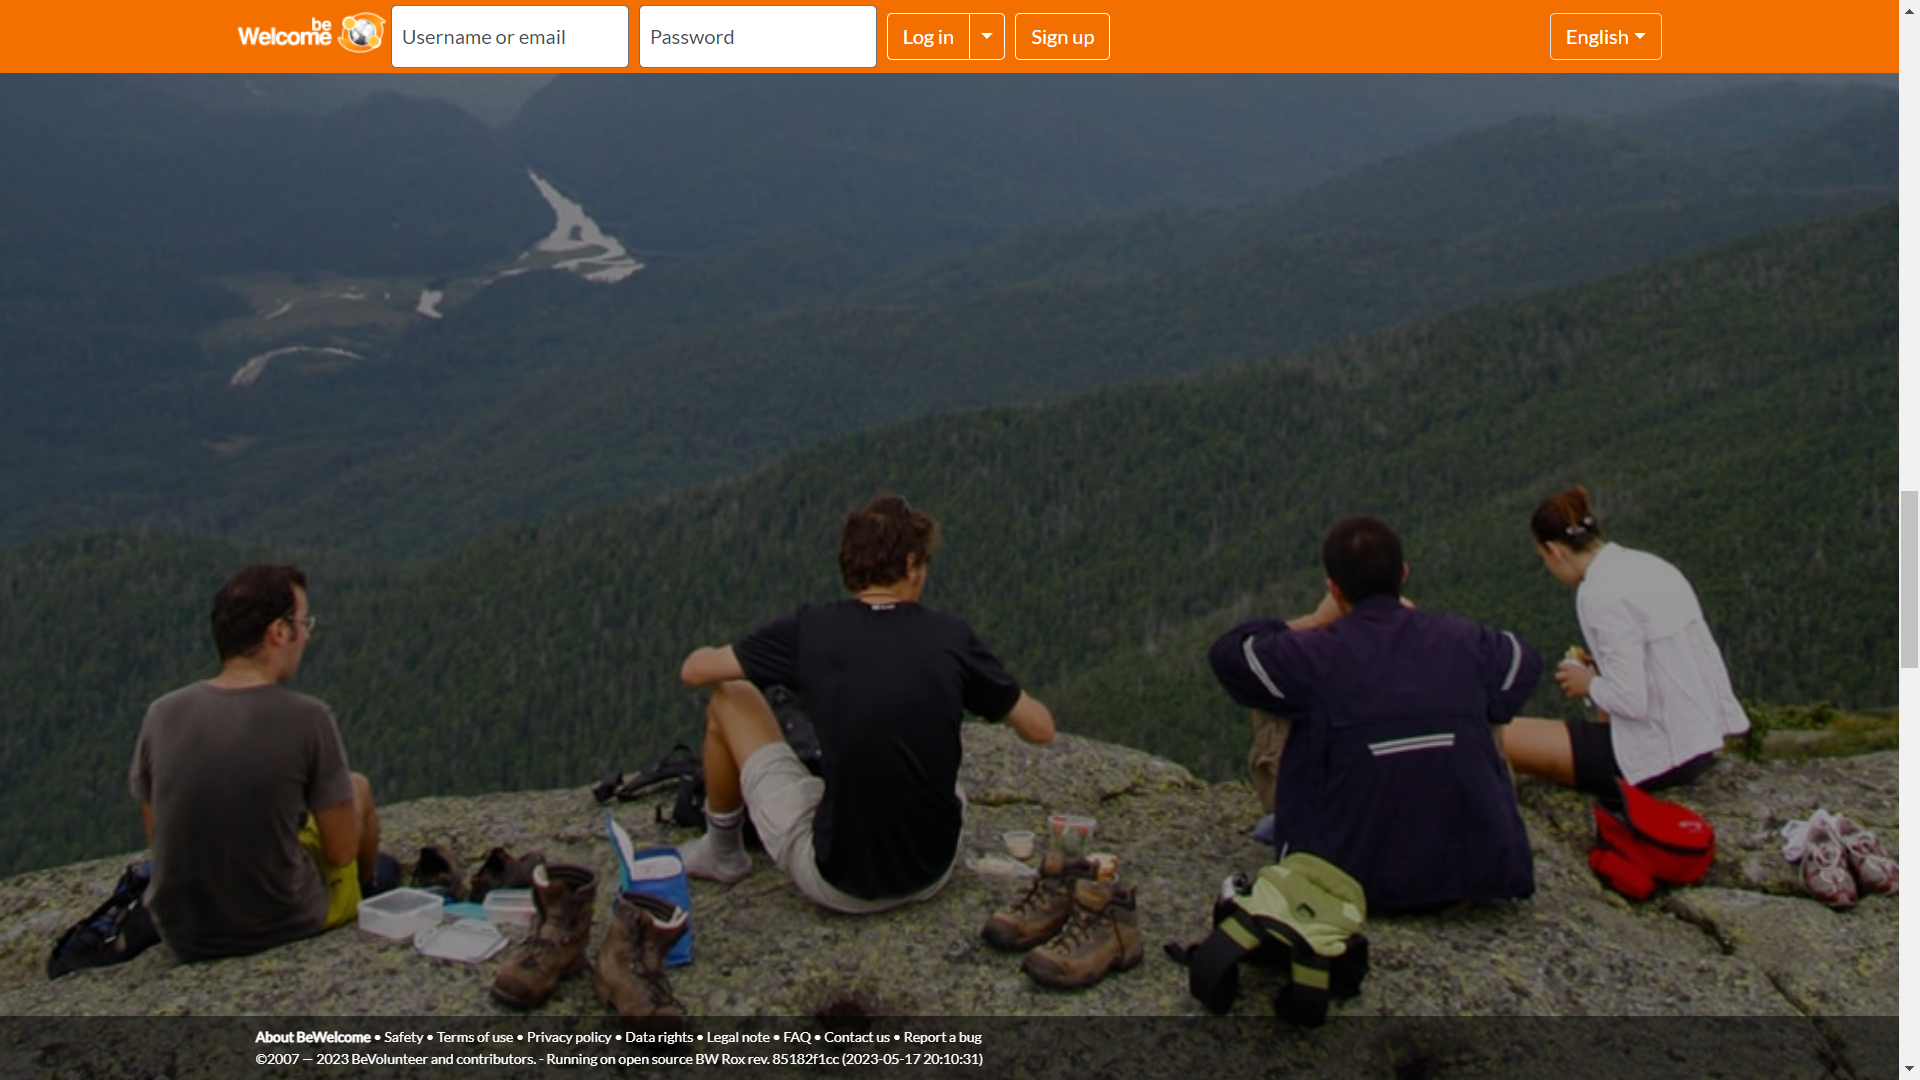 be
Welcome
Username or email
Password
Log in
Sign up
English
About BeWelcome • Safety • Terms of use • Privacy policy • Data rights • Legal note • FAQ • Contact us • Report a bug
©2007 — 2023 BeVolunteer and contributors. - Running on open source BW Rox rev. 85182f1cc (2023-05-17 20:10:31)